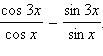 cos 3x/cos x − sin 3x/sin x.